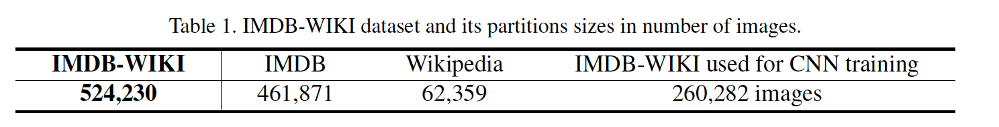 Table 1. IMDB-WIKI dataset and its partitions sizes in number of images.
IMDB-WIKI IMDB Wikipedia IMDB-WIKI used for CNN training
524,230 461,871 62,359 260,282 images